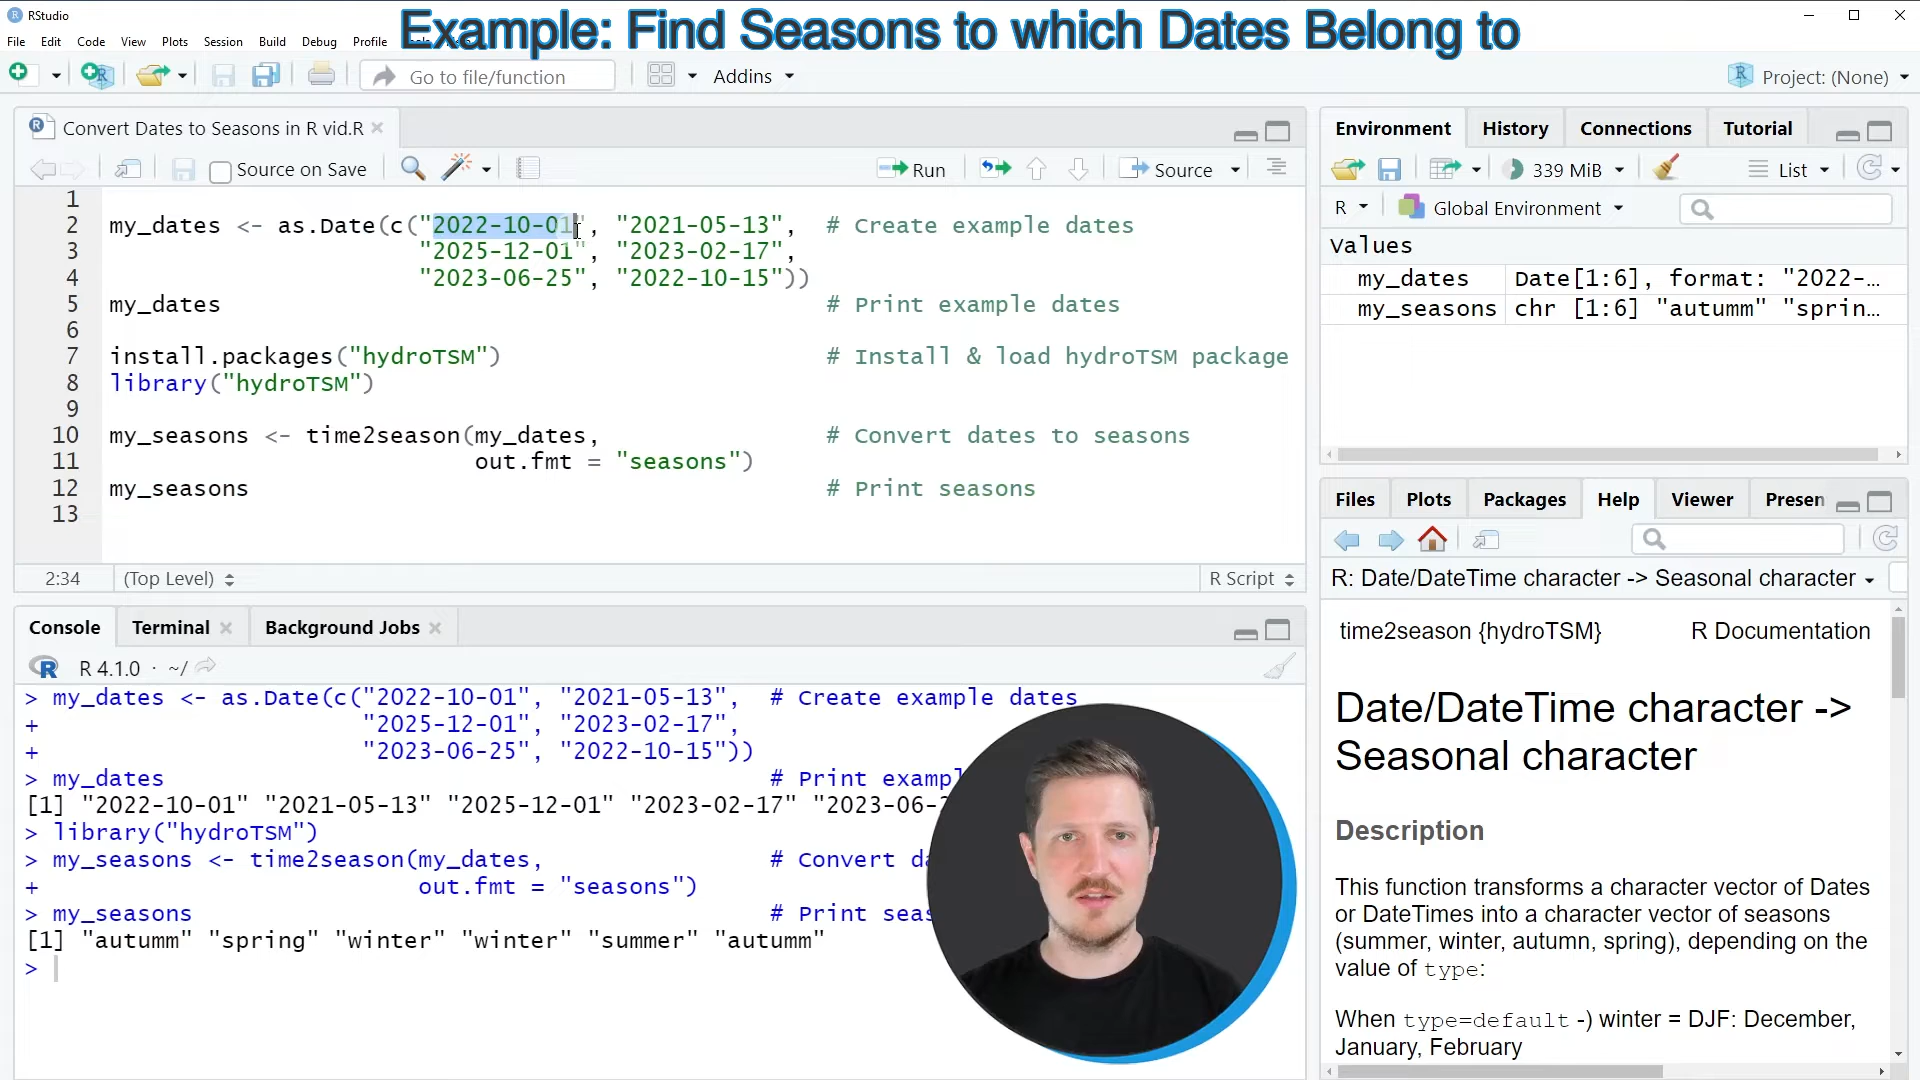 RStudio
Example: Find Seasons to which Dates Belong to
File Edit Code View Plots Session Build Debug Profile
Go to file/function
Addins
Project: (None)
Convert Dates to Seasons in R vid.R
Source on Save
Run
Source
1
2 my_dates <- as.Date(c("2022-10-01", "2021-05-13", # Create example dates
3 "2025-12-01", "2023-02-17",
4 "2023-06-25", "2022-10-15"))
5 my_dates # Print example dates
6
7 install.packages("hydroTSM") # Install & load hydroTSM package
8 library("hydroTSM")
9
10 my_seasons <- time2season(my_dates, # Convert dates to seasons
11 out.fmt = "seasons")
12 my_seasons # Print seasons
13
2:34 (Top Level) R Script
Console Terminal Background Jobs
R 4.1.0 · ~/
> my_dates <- as.Date(c("2022-10-01", "2021-05-13", # Create example dates
+ "2025-12-01", "2023-02-17",
+ "2023-06-25", "2022-10-15"))
> my_dates # Print examp
[1] "2022-10-01" "2021-05-13" "2025-12-01" "2023-02-17" "2023-06-
> library("hydroTSM")
> my_seasons <- time2season(my_dates, # Convert da
+ out.fmt = "seasons")
> my_seasons # Print seas
[1] "autumm" "spring" "winter" "winter" "summer" "autumm"
>
Environment History Connections Tutorial
339 MiB
List
R Global Environment
Values
my_dates Date[1:6], format: "2022-…
my_seasons chr [1:6] "autumm" "sprin…
Files Plots Packages Help Viewer Presen
R: Date/DateTime character -> Seasonal character
time2season {hydroTSM} R Documentation
Date/DateTime character ->
Seasonal character
Description
This function transforms a character vector of Dates
or DateTimes into a character vector of seasons
(summer, winter, autumn, spring), depending on the
value of type:
When type=default -) winter = DJF: December,
January, February